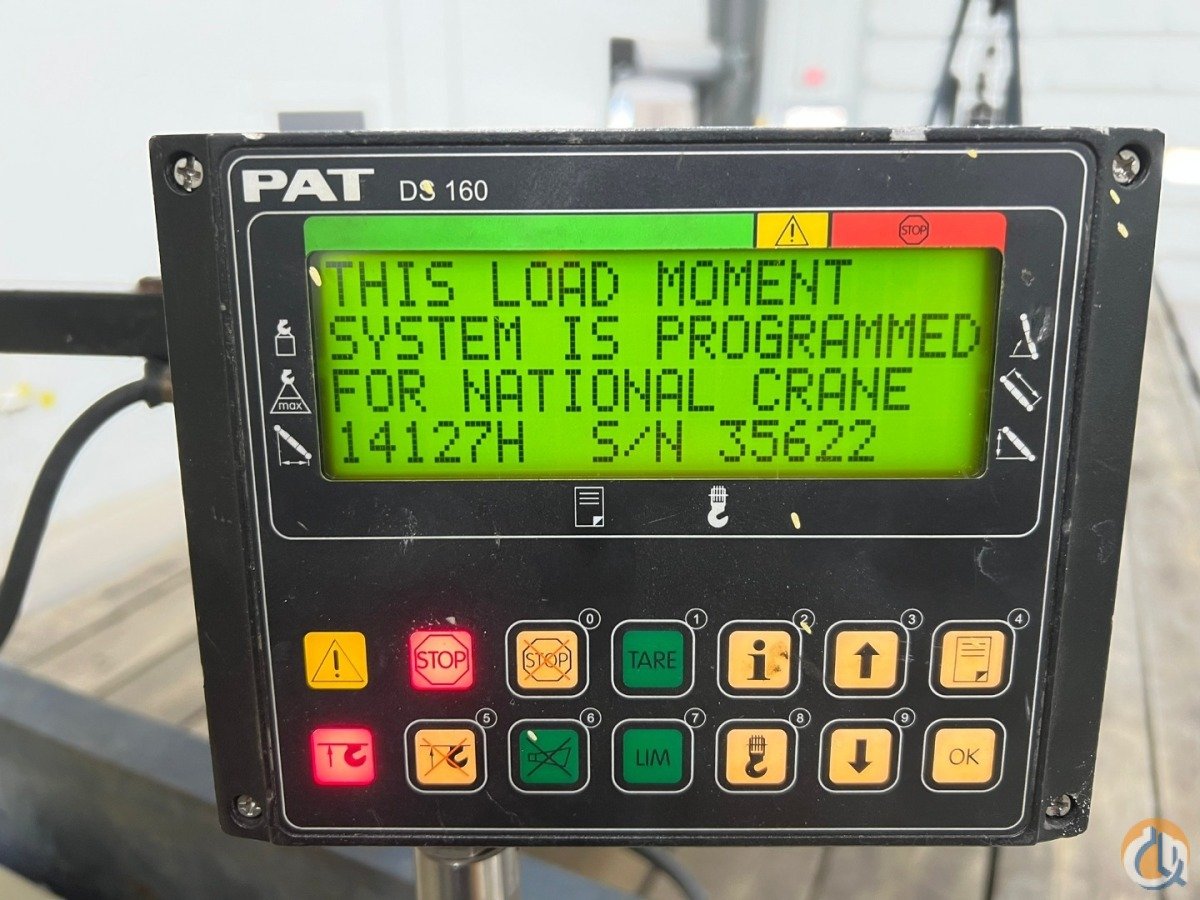 PAT DS 160
STOP
THIS LOAD MOMENT
SYSTEM IS PROGRAMMED
FOR NATIONAL CRANE
14127H S/N 35622
max
0 1 2 3 4
STOP STOP TARE i
5 6 7 8 9
LIM OK